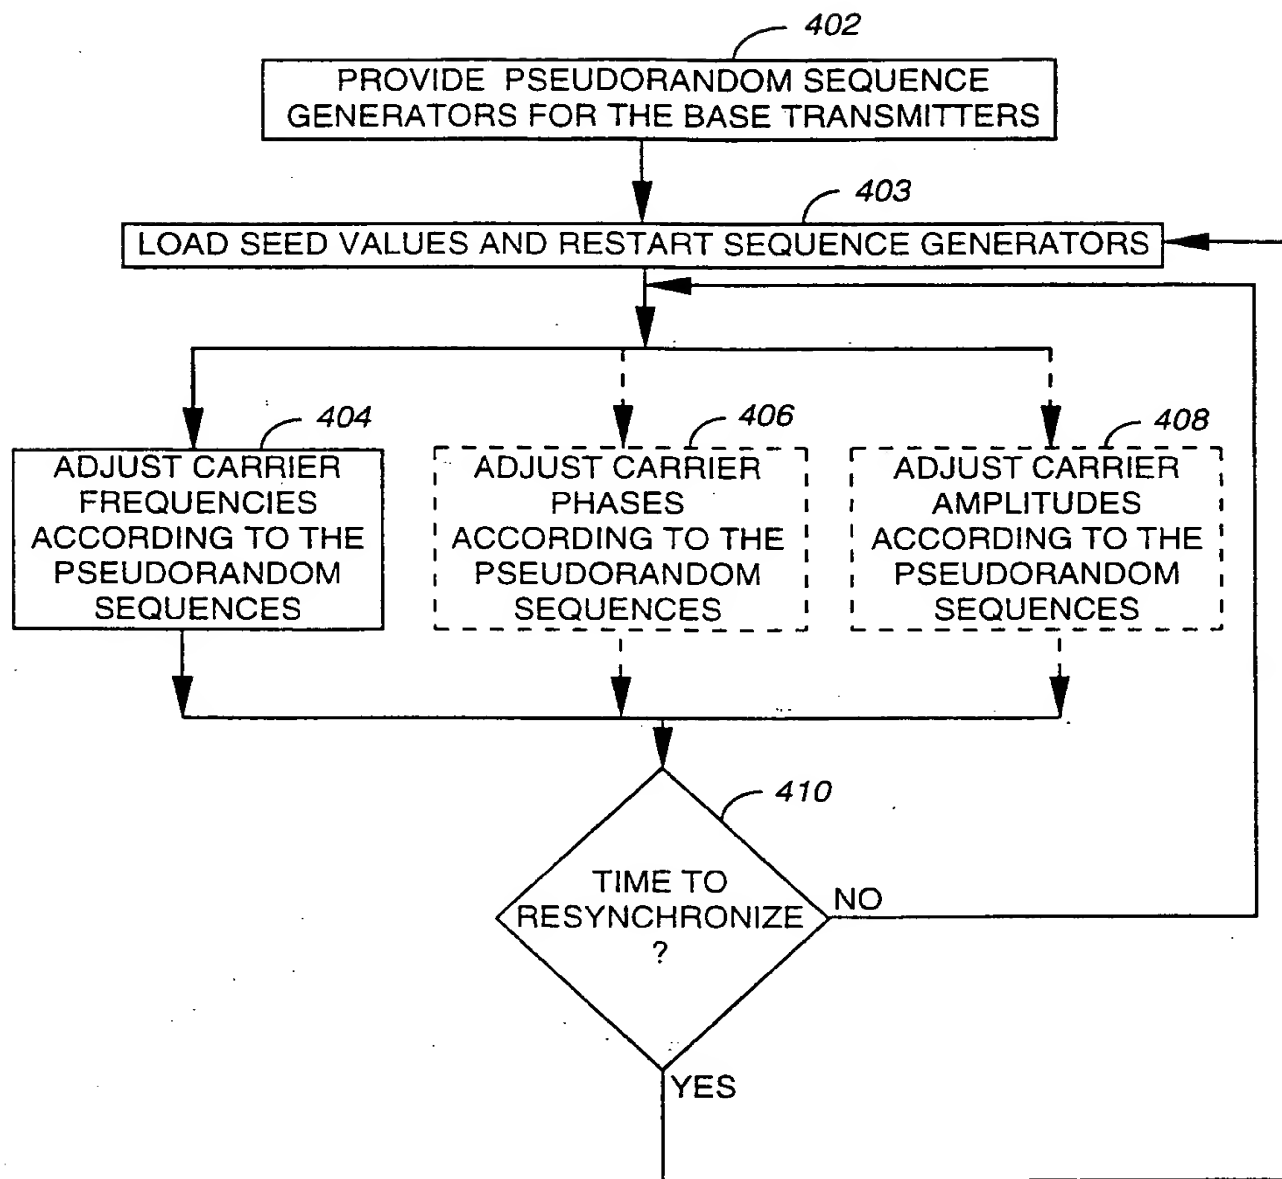 402
PROVIDE PSEUDORANDOM SEQUENCE
GENERATORS FOR THE BASE TRANSMITTERS
403
LOAD SEED VALUES AND RESTART SEQUENCE GENERATORS
404
ADJUST CARRIER
FREQUENCIES
ACCORDING TO THE
PSEUDORANDOM
SEQUENCES
406
ADJUST CARRIER
PHASES
ACCORDING TO THE
PSEUDORANDOM
SEQUENCES
408
ADJUST CARRIER
AMPLITUDES
ACCORDING TO THE
PSEUDORANDOM
SEQUENCES
410
TIME TO
RESYNCHRONIZE
?
NO
YES